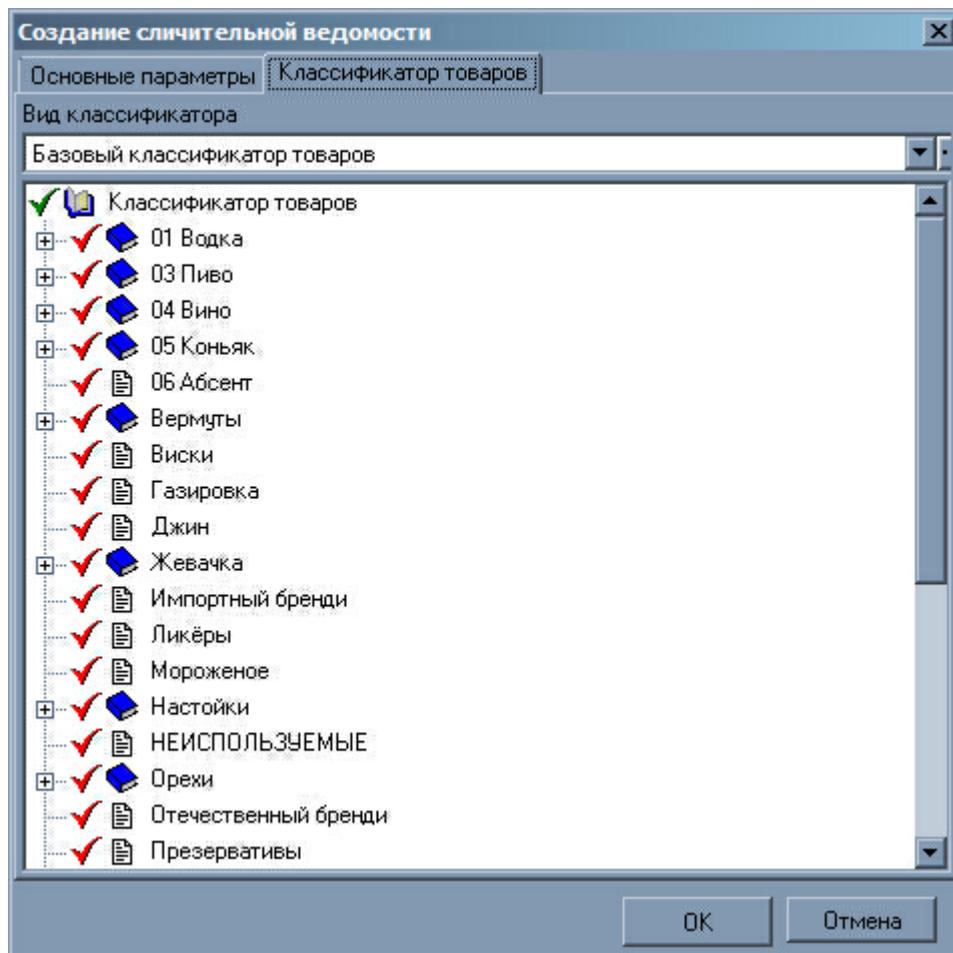 Создание сличительной ведомости
Основные параметры Классификатор товаров
Вид классификатора
Базовый классификатор товаров
Классификатор товаров
01 Водка
03 Пиво
04 Вино
05 Коньяк
06 Абсент
Вермуты
Виски
Газировка
Джин
Жевачка
Импортный бренди
Ликёры
Мороженое
Настойки
НЕИСПОЛЬЗУЕМЫЕ
Орехи
Отечественный бренди
Презервативы
OK Отмена